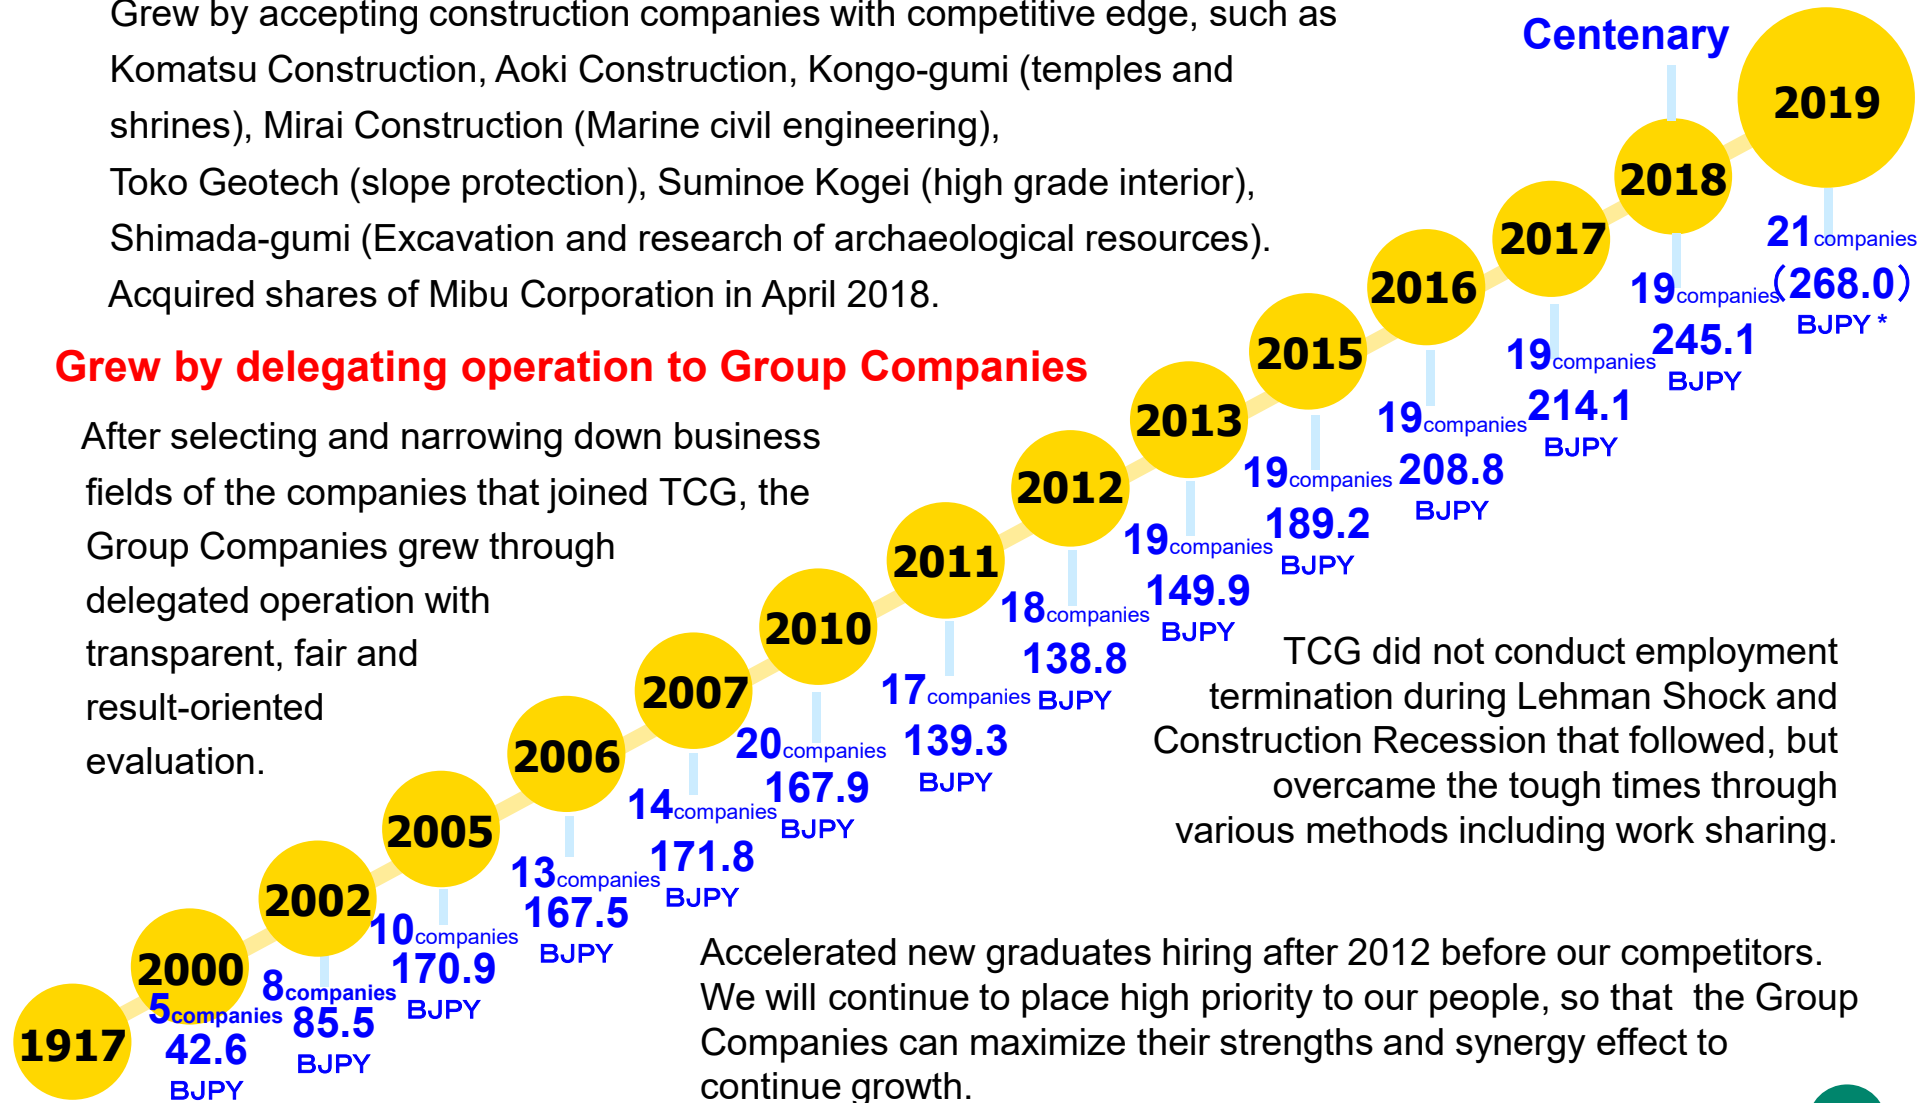 Grew by accepting construction companies with competitive edge, such as
Komatsu Construction, Aoki Construction, Kongo-gumi (temples and
shrines), Mirai Construction (Marine civil engineering),
Toko Geotech (slope protection), Suminoe Kogei (high grade interior),
Shimada-gumi (Excavation and research of archaeological resources).
Acquired shares of Mibu Corporation in April 2018.
Grew by delegating operation to Group Companies
After selecting and narrowing down business
fields of the companies that joined TCG, the
Group Companies grew through
delegated operation with
transparent, fair and
result-oriented
evaluation.
1917
2000
5companies
42.6
BJPY
2002
8companies
85.5
BJPY
2005
10companies
170.9
BJPY
2006
13companies
167.5
BJPY
2007
14companies
171.8
BJPY
2010
20companies
167.9
BJPY
2011
17companies
139.3
BJPY
2012
18companies
138.8
BJPY
2013
19companies
149.9
BJPY
2015
19companies
189.2
BJPY
2016
19companies
208.8
BJPY
2017
19companies
214.1
BJPY
Centenary
2018
19companies
245.1
BJPY
2019
21companies
(268.0)
BJPY *
TCG did not conduct employment
termination during Lehman Shock and
Construction Recession that followed, but
overcame the tough times through
various methods including work sharing.
Accelerated new graduates hiring after 2012 before our competitors.
We will continue to place high priority to our people, so that the Group
Companies can maximize their strengths and synergy effect to
continue growth.